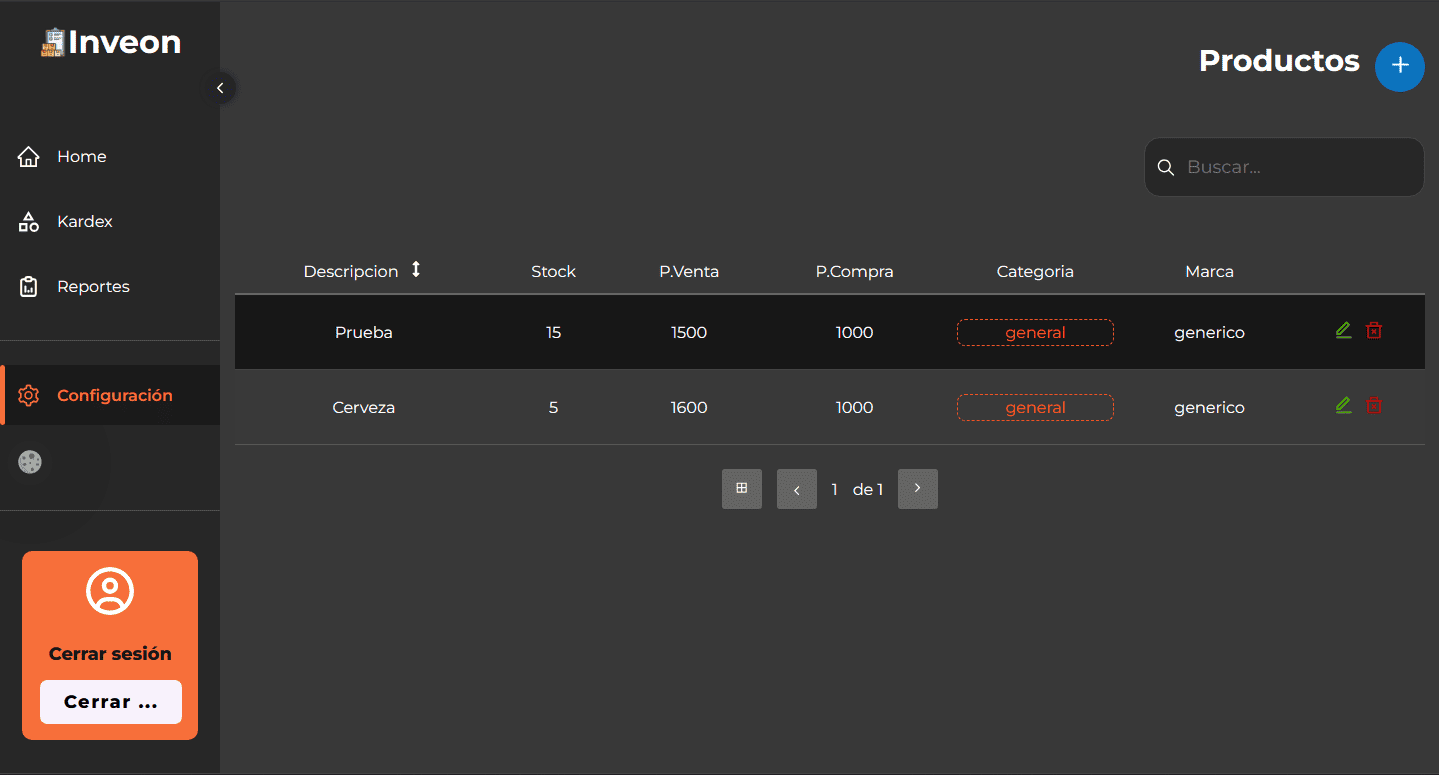 Inveon
Home
Kardex
Reportes
Configuración
Cerrar sesión
Cerrar ...
Productos
Buscar...
Descripcion Stock P.Venta P.Compra Categoria Marca
Prueba 15 1500 1000 general generico
Cerveza 5 1600 1000 general generico
1 de 1